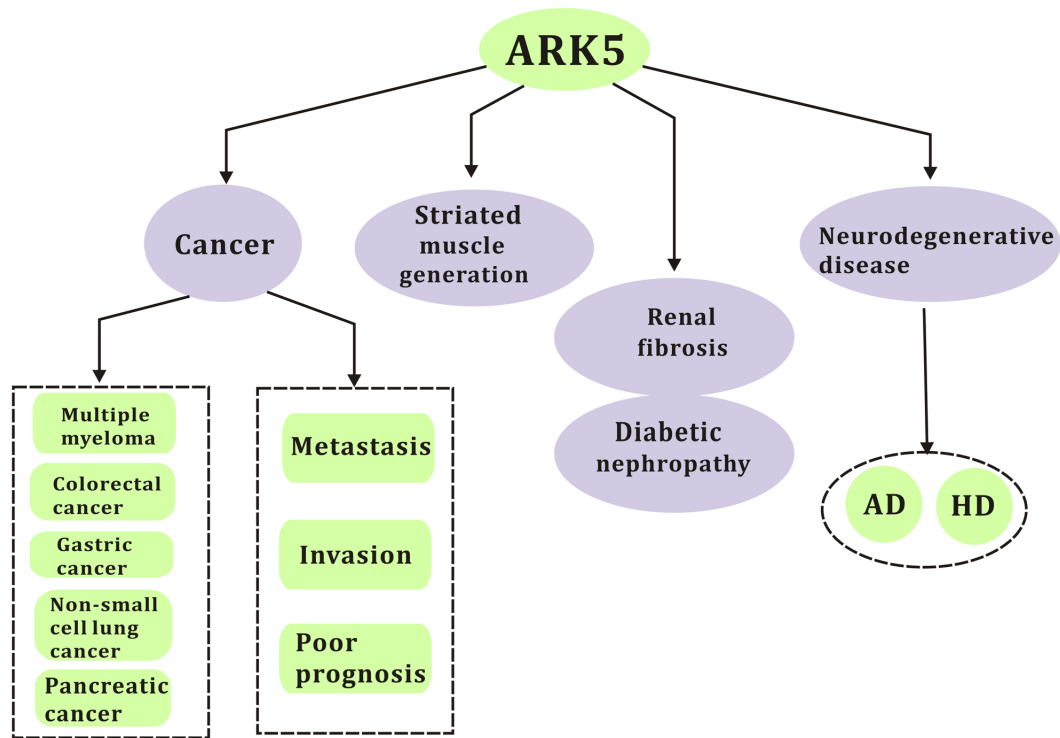 ARK5
Cancer
Striated
muscle
generation
Renal
fibrosis
Diabetic
nephropathy
Neurodegenerative
disease
Multiple
myeloma
Colorectal
cancer
Gastric
cancer
Non-small
cell lung
cancer
Pancreatic
cancer
Metastasis
Invasion
Poor
prognosis
AD
HD